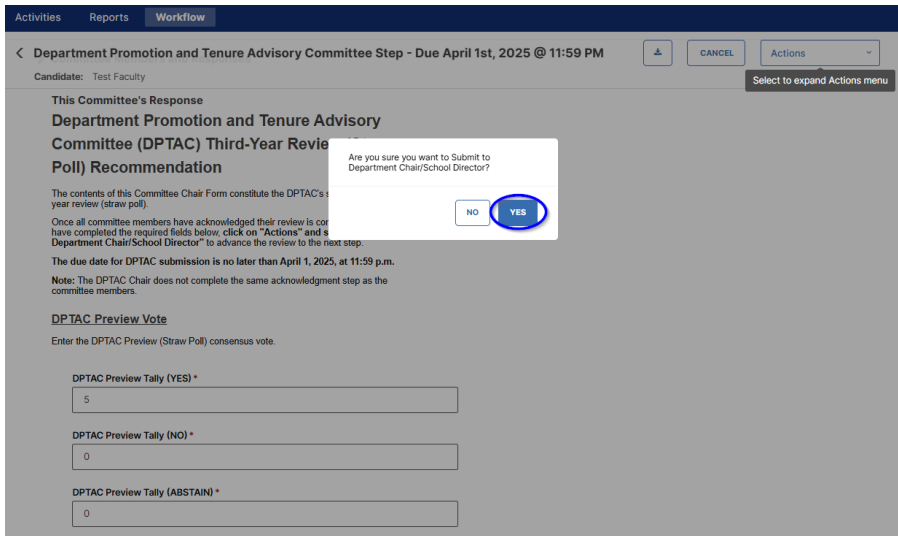 Activities Reports Workflow
Department Promotion and Tenure Advisory Committee Step - Due April 1st, 2025 @ 11:59 PM
CANCEL
Actions
Candidate: Test Faculty
Select to expand Actions menu
This Committee's Response
Department Promotion and Tenure Advisory
Committee (DPTAC) Third-Year Revie
Poll) Recommendation
Are you sure you want to Submit to
Department Chair/School Director?
NO YES
The contents of this Committee Chair Form constitute the DPTAC's
year review (straw poll).
Once all committee members have acknowledged their review is
have completed the required fields below, click on "Actions" and
Department Chair/School Director" to advance the review to the next step.
The due date for DPTAC submission is no later than April 1, 2025, at 11:59 p.m.
Note: The DPTAC Chair does not complete the same acknowledgment step as the
committee members.
DPTAC Preview Vote
Enter the DPTAC Preview (Straw Poll) consensus vote.
DPTAC Preview Tally (YES) *
5
DPTAC Preview Tally (NO) *
0
DPTAC Preview Tally (ABSTAIN) *
0